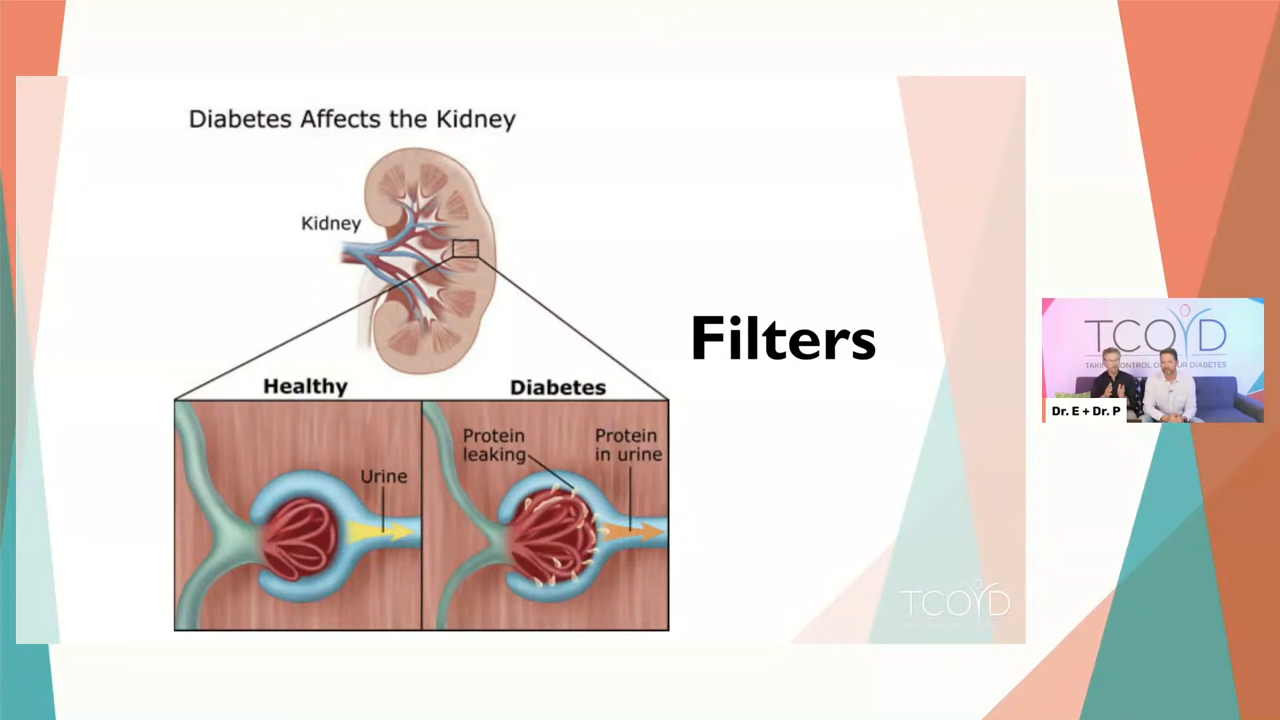 Diabetes Affects the Kidney
Kidney
Filters
Healthy
Diabetes
Urine
Protein
leaking
Protein
in urine
TCOYD
TCOYD
TAKING CONTROL OF YOUR DIABETES
Dr. E + Dr. P